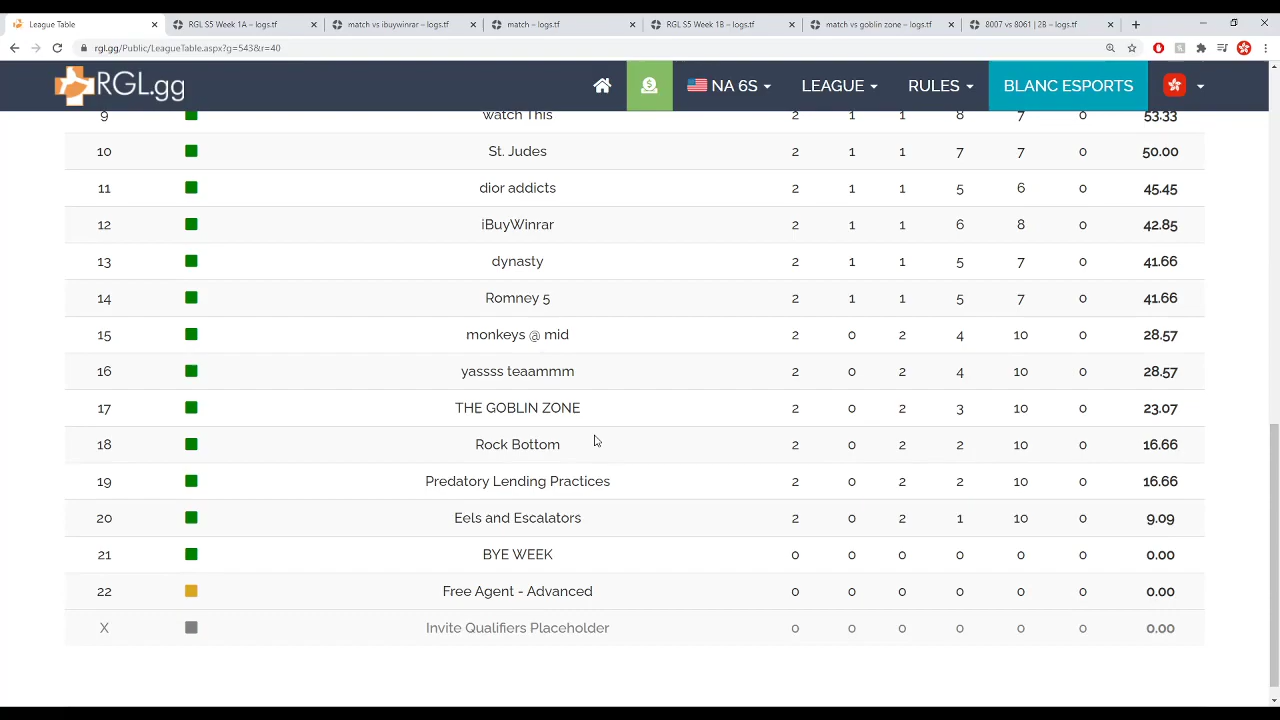 League Table
RGL S5 Week 1A – logs.tf
match vs ibuywinrar – logs.tf
match – logs.tf
RGL S5 Week 1B – logs.tf
match vs goblin zone – logs.tf
8007 vs 8061 | 2B – logs.tf
rgl.gg/Public/LeagueTable.aspx?g=543&r=40
RGL.gg
NA 6S
LEAGUE
RULES
BLANC ESPORTS
9 watch This 2 1 1 8 7 0 53.33
10 St. Judes 2 1 1 7 7 0 50.00
11 dior addicts 2 1 1 5 6 0 45.45
12 iBuyWinrar 2 1 1 6 8 0 42.85
13 dynasty 2 1 1 5 7 0 41.66
14 Romney 5 2 1 1 5 7 0 41.66
15 monkeys @ mid 2 0 2 4 10 0 28.57
16 yassss teaammm 2 0 2 4 10 0 28.57
17 THE GOBLIN ZONE 2 0 2 3 10 0 23.07
18 Rock Bottom 2 0 2 2 10 0 16.66
19 Predatory Lending Practices 2 0 2 2 10 0 16.66
20 Eels and Escalators 2 0 2 1 10 0 9.09
21 BYE WEEK 0 0 0 0 0 0 0.00
22 Free Agent - Advanced 0 0 0 0 0 0 0.00
X Invite Qualifiers Placeholder 0 0 0 0 0 0 0.00